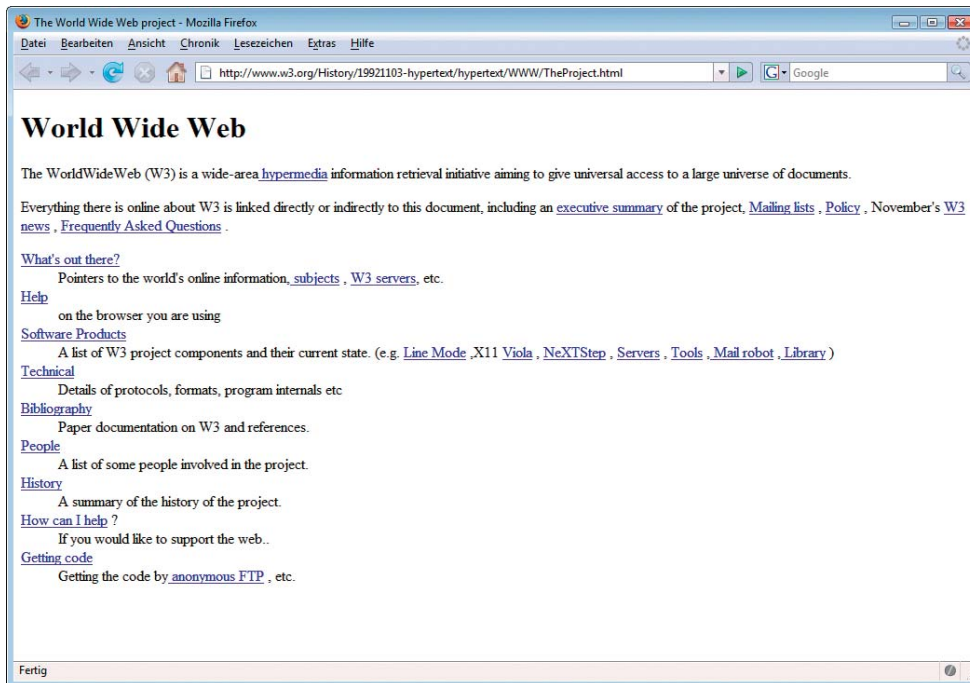 The World Wide Web project - Mozilla Firefox
Datei Bearbeiten Ansicht Chronik Lesezeichen Extras Hilfe
http://www.w3.org/History/19921103-hypertext/hypertext/WWW/TheProject.html G Google
World Wide Web
The WorldWideWeb (W3) is a wide-area hypermedia information retrieval initiative aiming to give universal access to a large universe of documents.
Everything there is online about W3 is linked directly or indirectly to this document, including an executive summary of the project, Mailing lists , Policy , November's W3
news , Frequently Asked Questions .
What's out there?
Pointers to the world's online information, subjects , W3 servers, etc.
Help
on the browser you are using
Software Products
A list of W3 project components and their current state. (e.g. Line Mode ,X11 Viola , NeXTStep , Servers , Tools , Mail robot , Library )
Technical
Details of protocols, formats, program internals etc
Bibliography
Paper documentation on W3 and references.
People
A list of some people involved in the project.
History
A summary of the history of the project.
How can I help ?
If you would like to support the web..
Getting code
Getting the code by anonymous FTP , etc.
Fertig